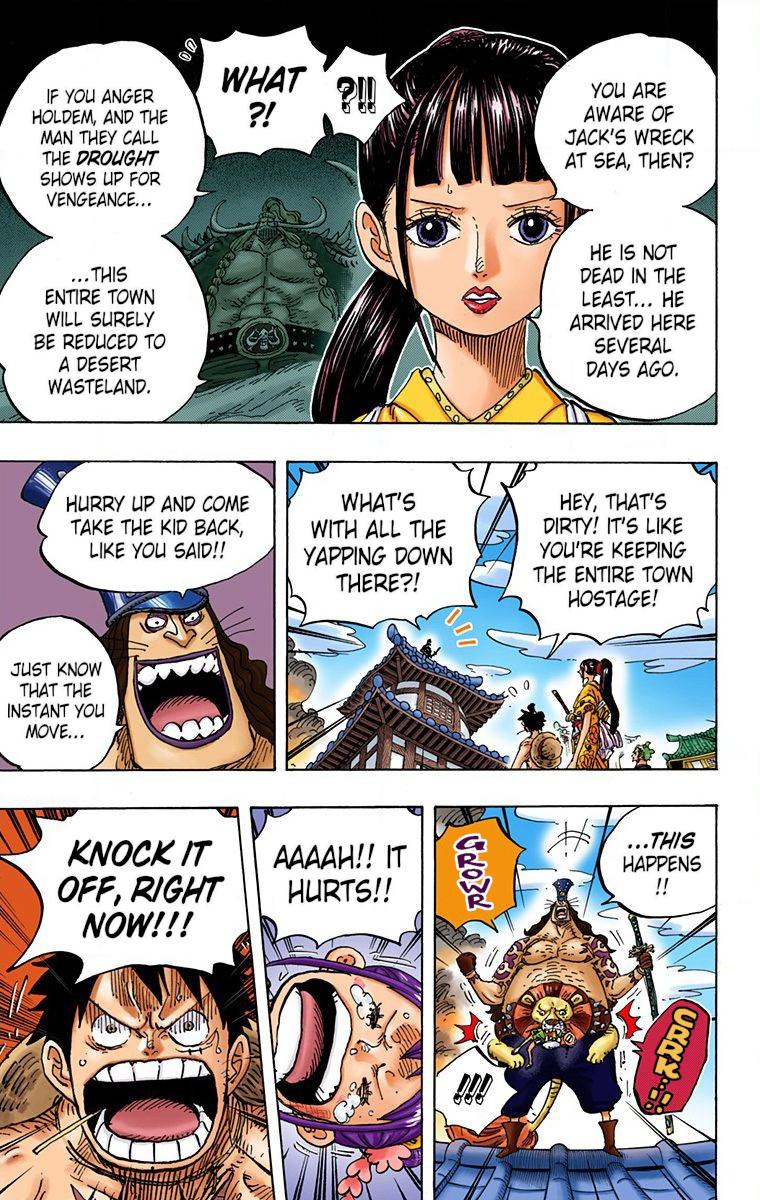 YOU ARE
AWARE OF
JACK'S WRECK
AT SEA, THEN?
HE IS NOT
DEAD IN THE
LEAST... HE
ARRIVED HERE
SEVERAL
DAYS AGO.
?!!
WHAT
?!
IF YOU ANGER
HOLDEM, AND THE
MAN THEY CALL
THE DROUGHT
SHOWS UP FOR
VENGEANCE...
...THIS
ENTIRE TOWN
WILL SURELY
BE REDUCED TO
A DESERT
WASTELAND.
HEY, THAT'S
DIRTY! IT'S LIKE
YOU'RE KEEPING
THE ENTIRE TOWN
HOSTAGE!
WHAT'S
WITH ALL THE
YAPPING DOWN
THERE?!
HURRY UP AND COME
TAKE THE KID BACK,
LIKE YOU SAID!!
JUST KNOW
THAT THE
INSTANT YOU
MOVE...
...THIS
HAPPENS
!!
GROWR
CRRK...!!
!!!
AAAAH!! IT
HURTS!!
KNOCK IT
OFF, RIGHT
NOW!!!